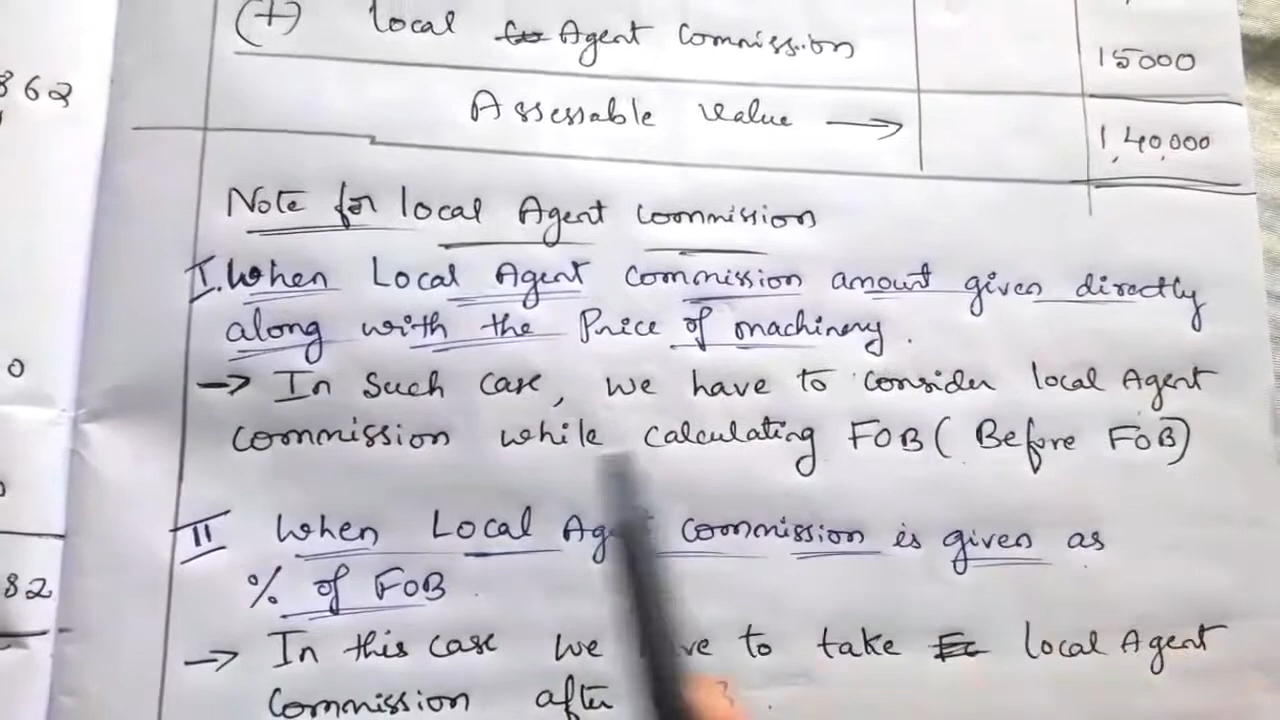 862
0
82
(+) Local Agent Commission
15000
Assessable value →
1,40,000
Note for local Agent commission
I. When Local Agent Commission amount given directly
along with the Price of machinery.
→ In Such case, we have to consider local Agent
commission while calculating FOB ( Before FOB)
II When Local Commission is given as
% of FOB
→ In this case we to take local Agent
Commission after